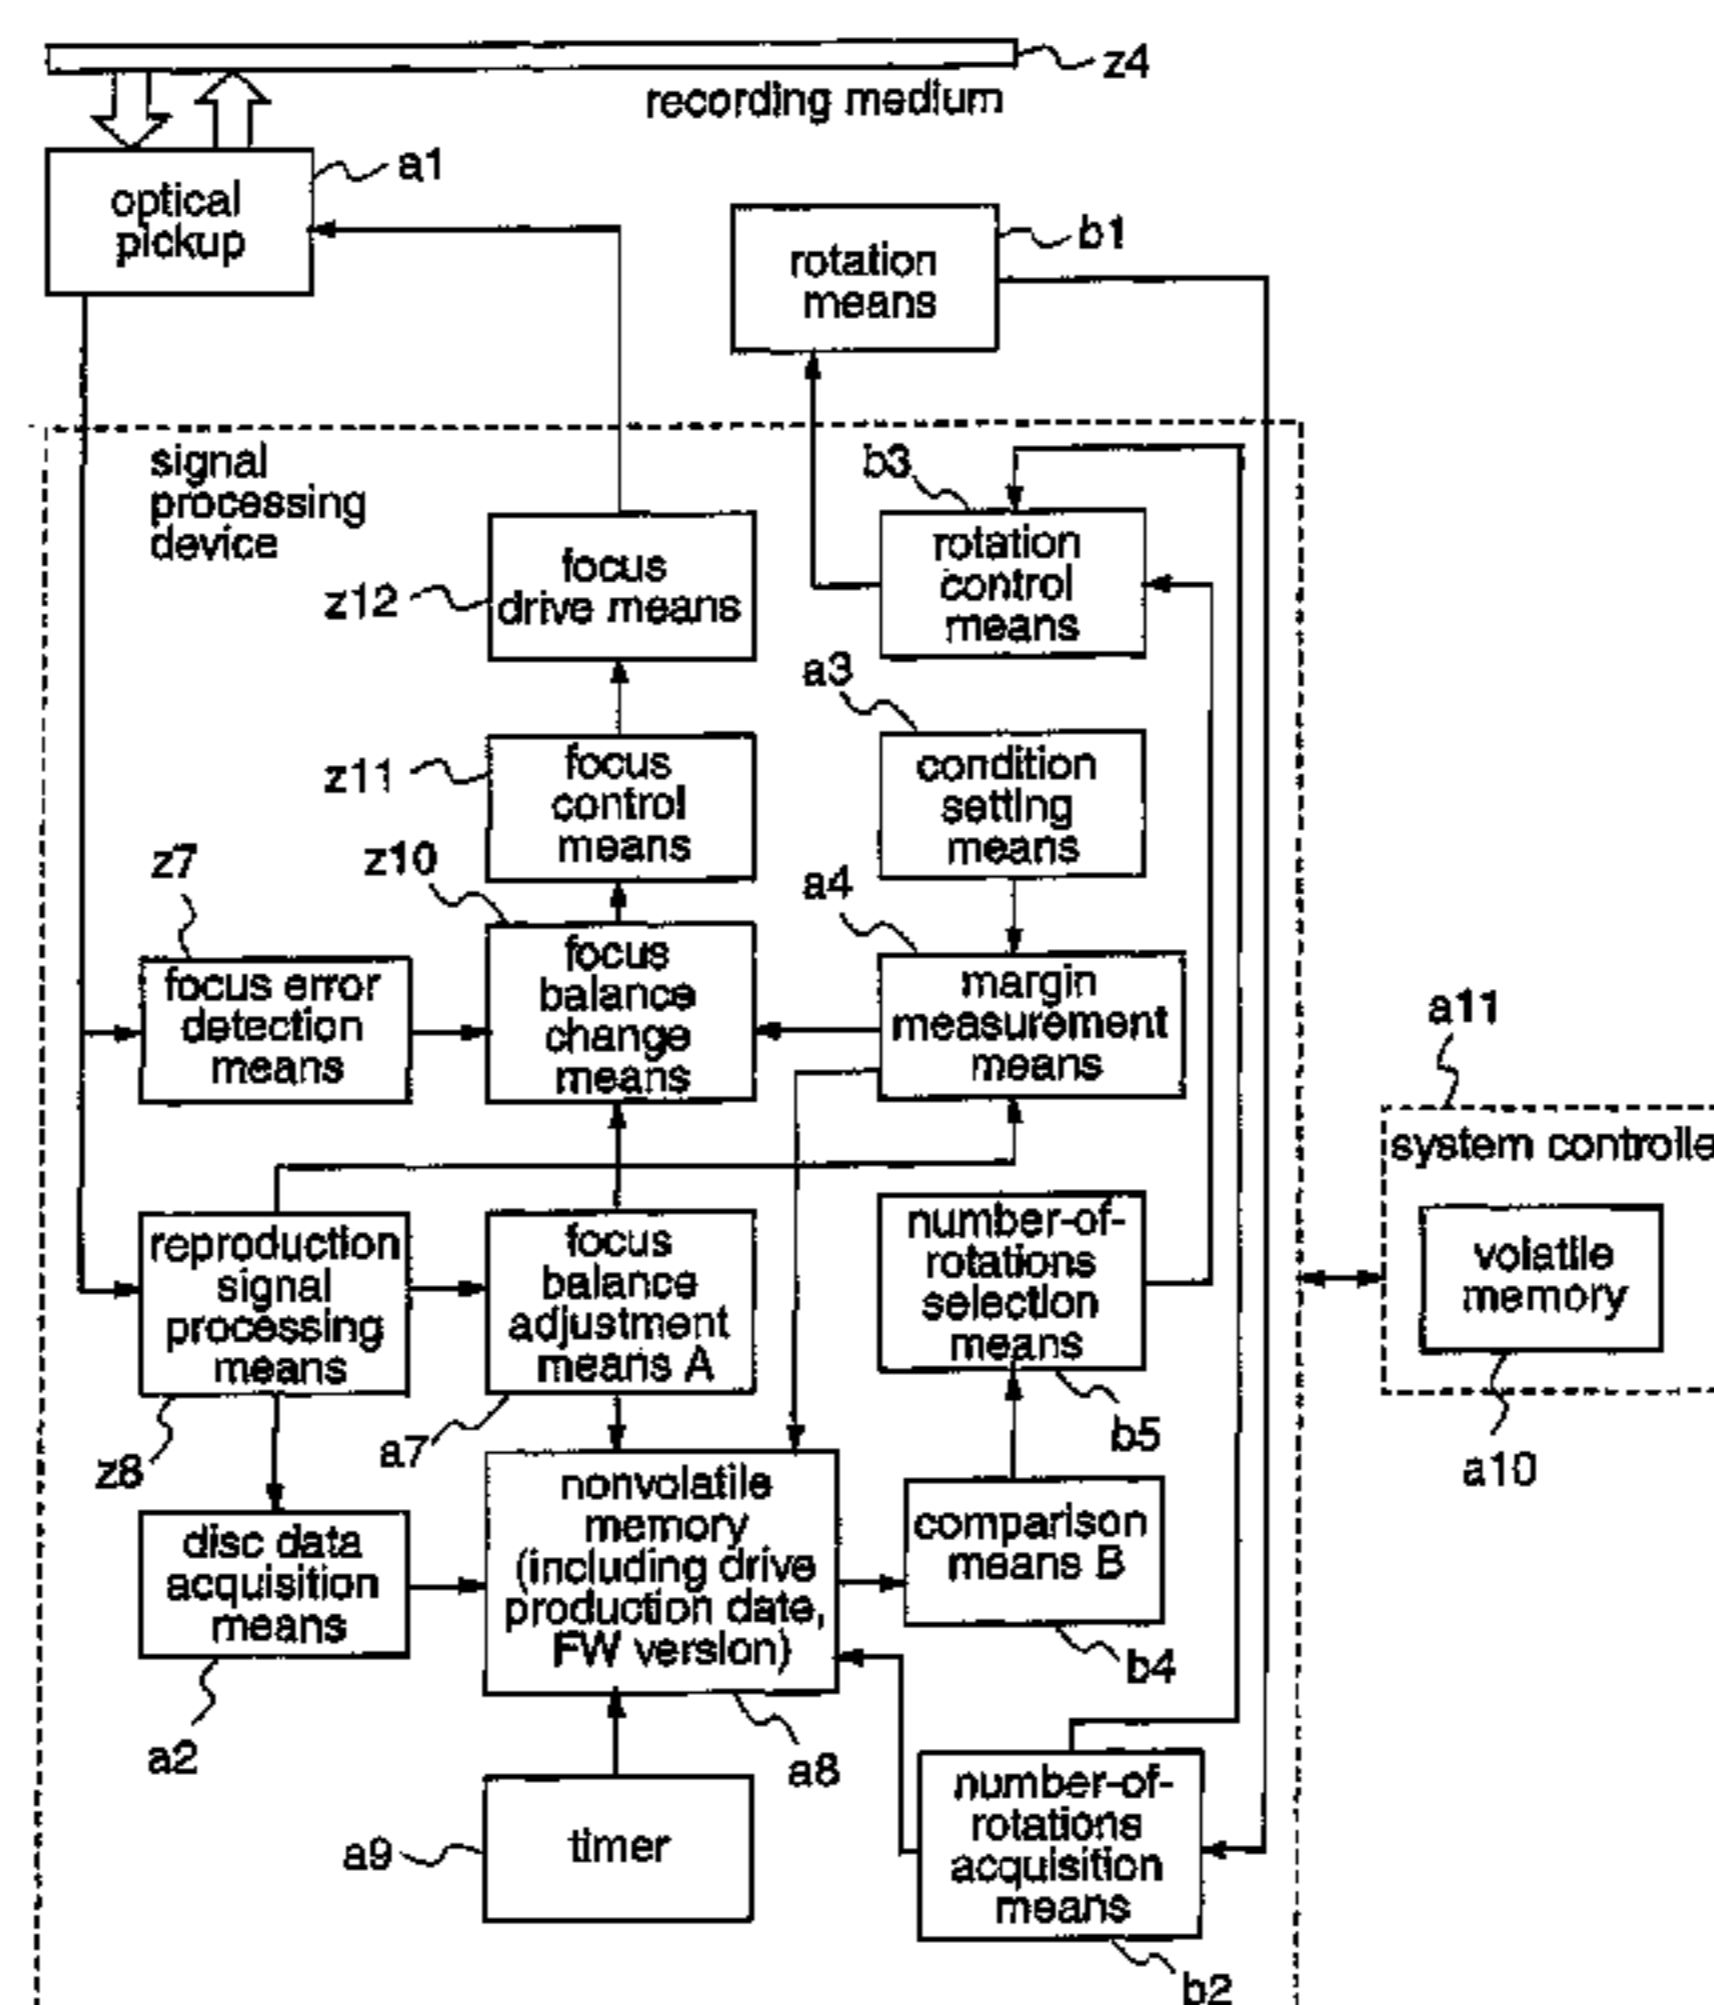 z4
recording medium
a1
optical
pickup
b1
rotation
means
signal
processing
device
b3
rotation
control
means
z12
focus
drive means
a3
condition
setting
means
z11
focus
control
means
z7
z10
a4
focus error
detection
means
focus
balance
change
means
margin
measurement
means
a11
system controlle
volatile
memory
a10
reproduction
signal
processing
means
z8
focus
balance
adjustment
means A
a7
number-of-
rotations
selection
means
b5
disc data
acquisition
means
a2
nonvolatile
memory
(including drive
production date,
FW version)
a8
comparison
means B
b4
a9
timer
number-of-
rotations
acquisition
means
b2